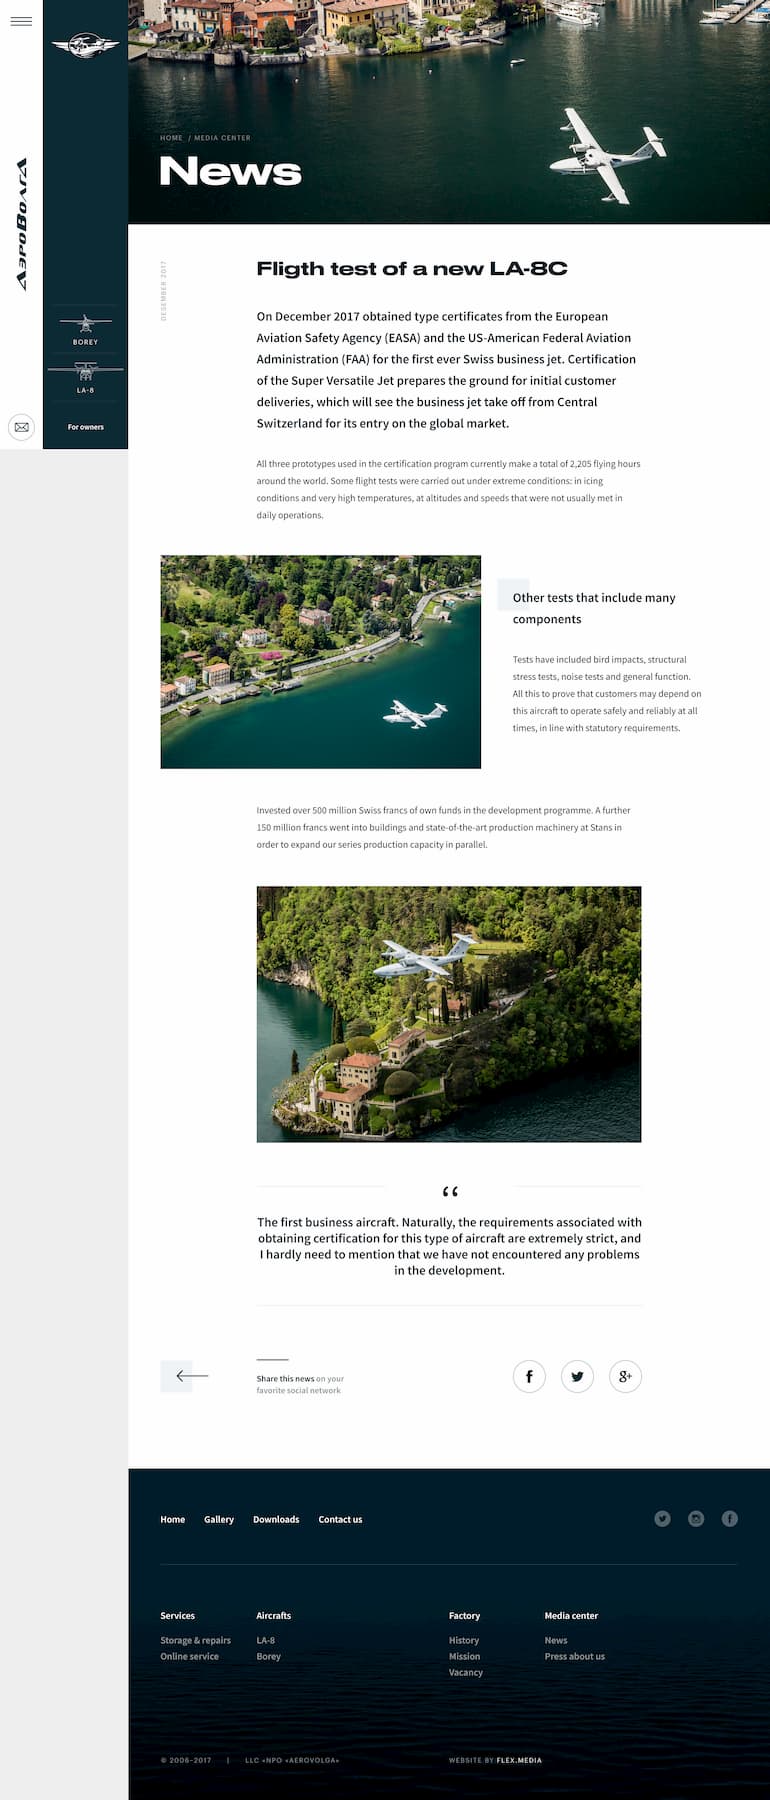 АэроВолга
BOREY
LA-8
For owners
HOME / MEDIA CENTER
News
DESEMBER 2017
Fligth test of a new LA-8C
On December 2017 obtained type certificates from the European
Aviation Safety Agency (EASA) and the US-American Federal Aviation
Administration (FAA) for the first ever Swiss business jet. Certification
of the Super Versatile Jet prepares the ground for initial customer
deliveries, which will see the business jet take off from Central
Switzerland for its entry on the global market.
All three prototypes used in the certification program currently make a total of 2,205 flying hours
around the world. Some flight tests were carried out under extreme conditions: in icing
conditions and very high temperatures, at altitudes and speeds that were not usually met in
daily operations.
Other tests that include many
components
Tests have included bird impacts, structural
stress tests, noise tests and general function.
All this to prove that customers may depend on
this aircraft to operate safely and reliably at all
times, in line with statutory requirements.
Invested over 500 million Swiss francs of own funds in the development programme. A further
150 million francs went into buildings and state-of-the-art production machinery at Stans in
order to expand our series production capacity in parallel.
“
The first business aircraft. Naturally, the requirements associated with
obtaining certification for this type of aircraft are extremely strict, and
I hardly need to mention that we have not encountered any problems
in the development.
Share this news on your
favorite social network
Home Gallery Downloads Contact us
Services Aircrafts Factory Media center
Storage & repairs LA-8 History News
Online service Borey Mission Press about us
Vacancy
© 2006-2017 | LLC «NPO «AEROVOLGA» WEBSITE BY FLEX.MEDIA